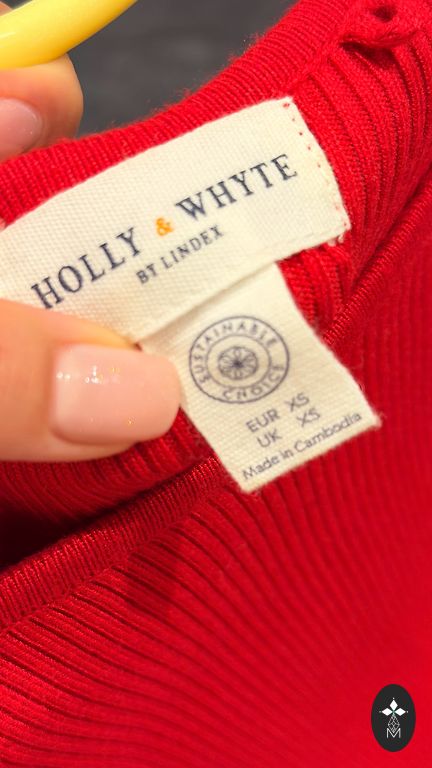 HOLLY & WHYTE
BY LINDEX
SUSTAINABLE
CHOICE
EUR XS
UK XS
Made in Cambodia
M